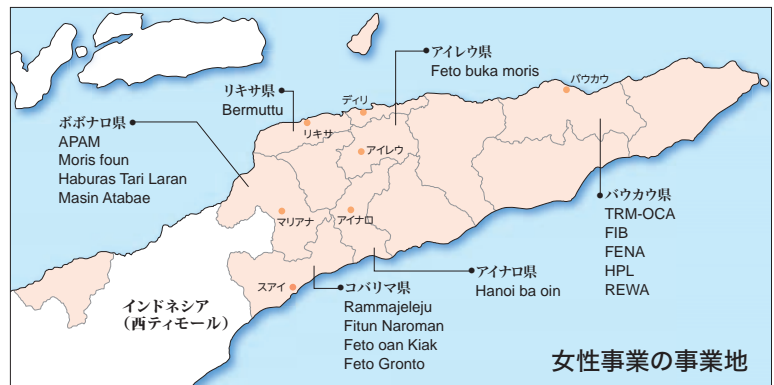 アイレウ県
Feto buka moris
リキサ県
Bermuttu
ディリ
バウカウ
ボボナロ県
APAM
Moris foun
Haburas Tari Laran
Masin Atabae
リキサ
アイレウ
マリアナ
アイナロ
バウカウ県
TRM-OCA
FIB
FENA
HPL
REWA
アイナロ県
Hanoi ba oin
スアイ
コバリマ県
Rammajeleju
Fitun Naroman
Feto oan Kiak
Feto Gronto
インドネシア
（西ティモール）
女性事業の事業地